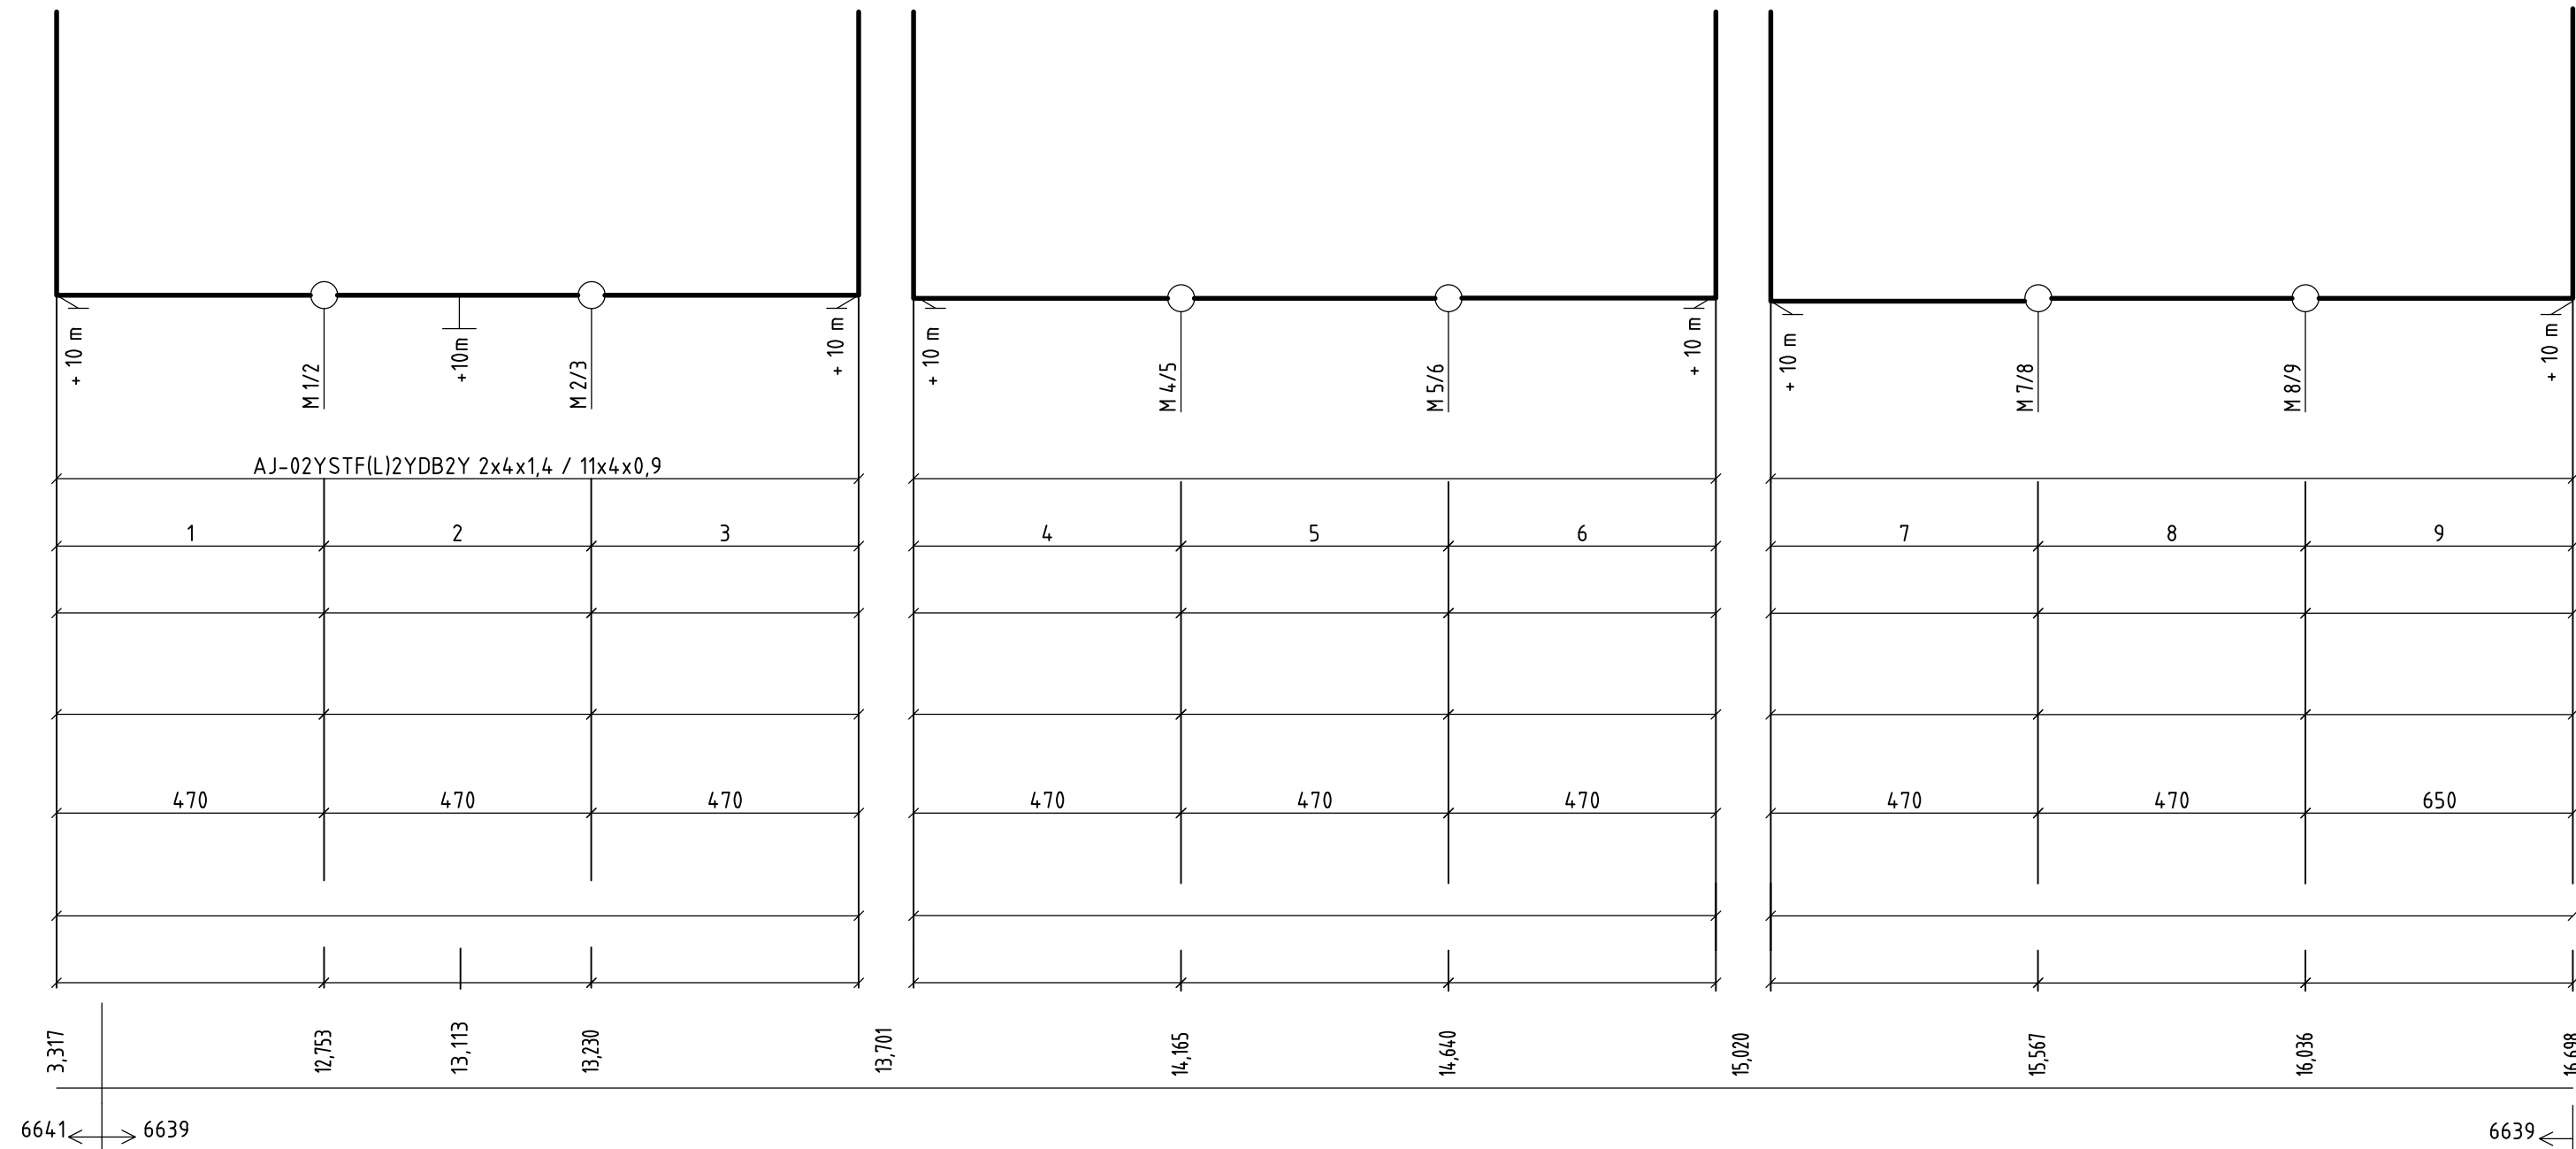 + 10 m
M 1/2
+10m
M 2/3
+ 10 m
+ 10 m
M 4/5
M 5/6
+ 10 m
+ 10 m
M 7/8
M 8/9
+ 10 m
AJ-02YSTF(L)2YDB2Y 2x4x1,4 / 11x4x0,9
1 2 3 4 5 6 7 8 9
470 470 470 470 470 470 470 470 650
3,317
12,753
13,113
13,230
13,701
14,165
14,640
15,020
15,567
16,036
16,698
6641 6639 6639